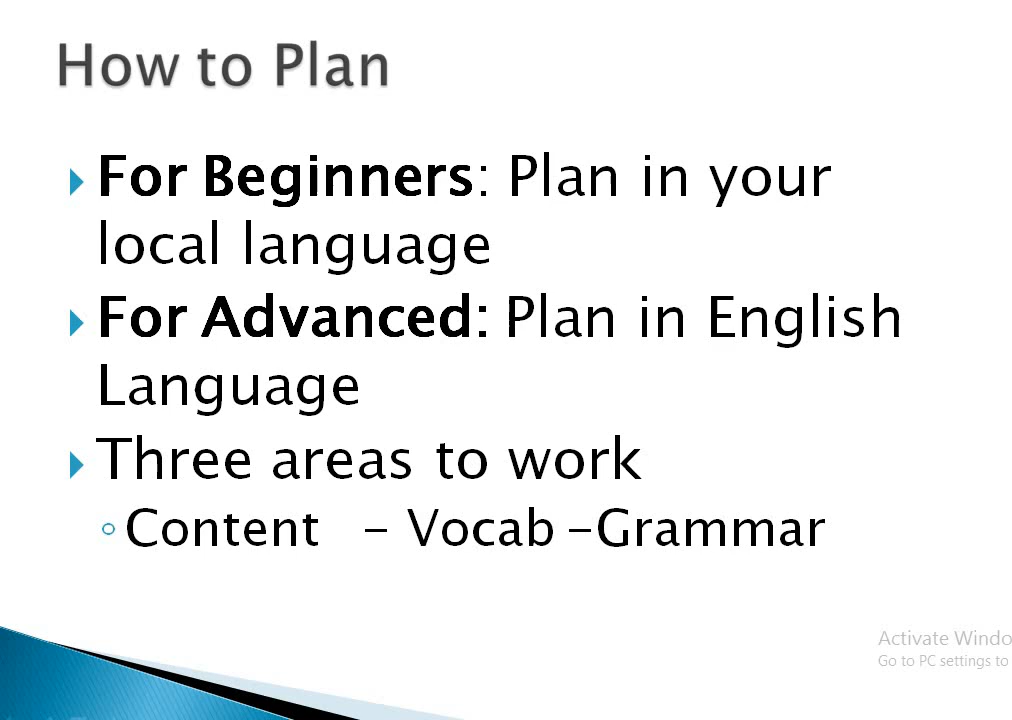 How to Plan
For Beginners: Plan in your
local language
For Advanced: Plan in English
Language
Three areas to work
Content - Vocab -Grammar
Activate Windo
Go to PC settings to